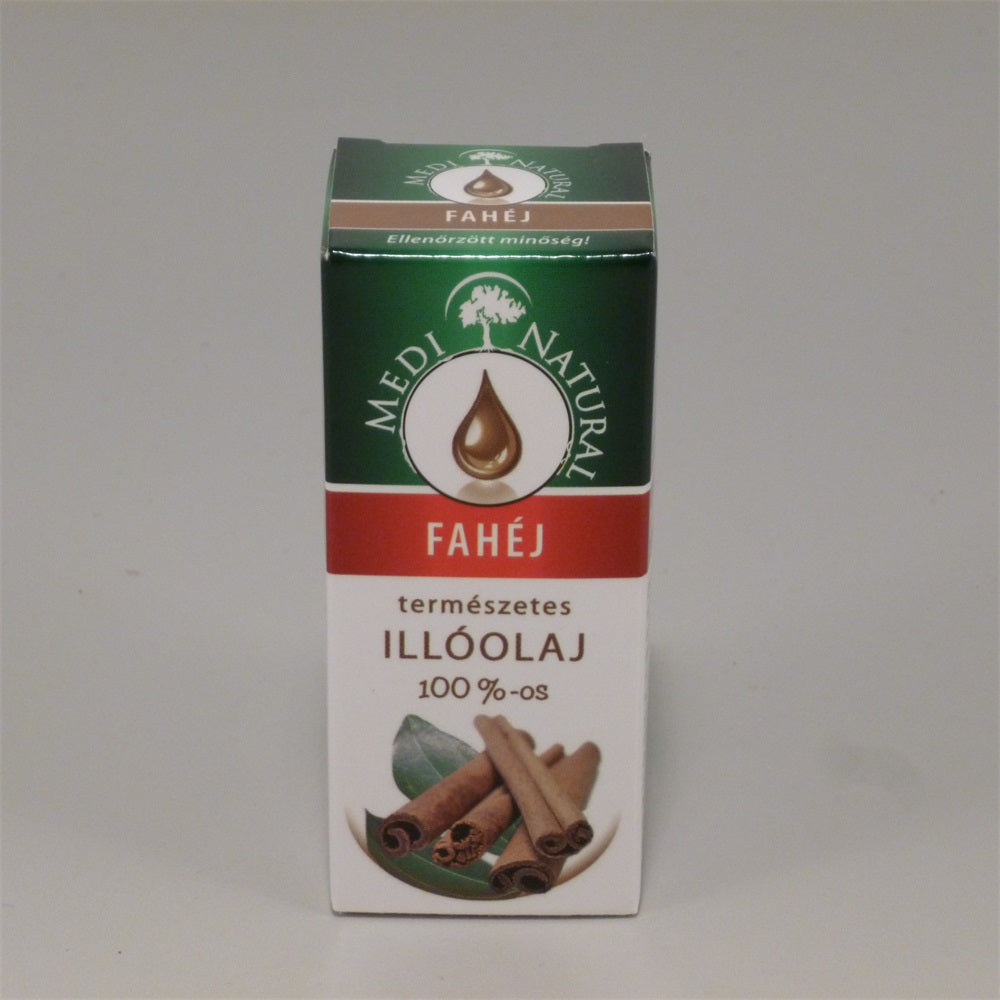 MEDI NATURAL
FAHÉJ
Ellenőrzött minőség!
MEDI NATURAL
FAHÉJ
természetes
ILLÓOLAJ
100 %-os